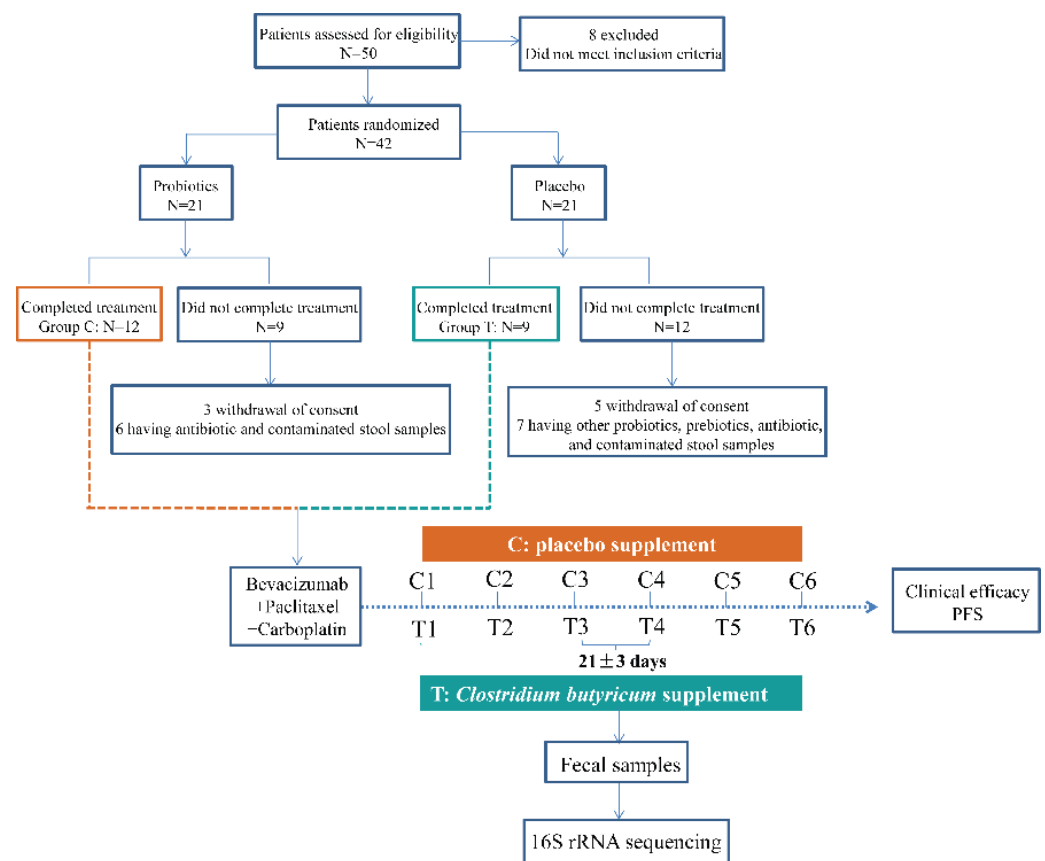 Patients assessed for eligibility
N=50
8 excluded
Did not meet inclusion criteria
Patients randomized
N=42
Probiotics
N=21
Placebo
N=21
Completed treatment
Group C: N=12
Did not complete treatment
N=9
Completed treatment
Group T: N=9
Did not complete treatment
N=12
3 withdrawal of consent
6 having antibiotic and contaminated stool samples
5 withdrawal of consent
7 having other probiotics, prebiotics, antibiotic,
and contaminated stool samples
C: placebo supplement
Bevacizumab
+Paclitaxel
+Carboplatin
C1 C2 C3 C4 C5 C6
T1 T2 T3 T4 T5 T6
21±3 days
Clinical efficacy
PFS
T: Clostridium butyricum supplement
Fecal samples
16S rRNA sequencing